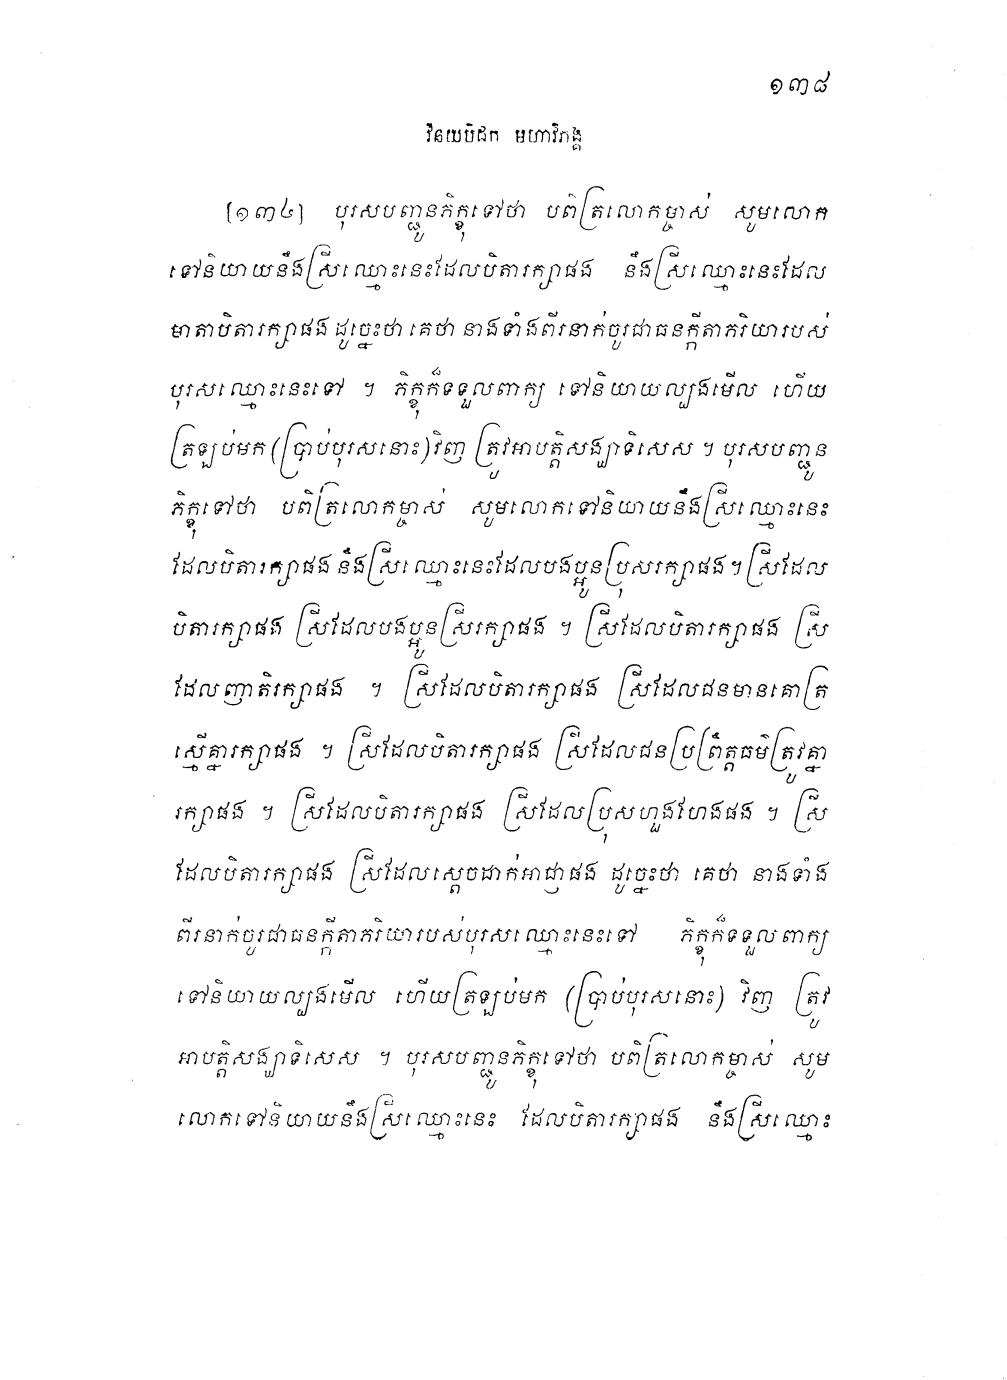 ១៣៨
វិនយបិដក មហាវិភង្គ
[១៣៤] បុរសបញ្ជូនភិក្ខុទៅថា បពិត្រលោកម្ចាស់ សូមលោក
ទៅនិយាយនឹងស្រីឈ្មោះនេះដែលបិតារក្សាផង នឹងស្រីឈ្មោះនេះដែល
មាតាបិតារក្សាផង ដូច្នេះថា គេថា នាងទាំងពីរនាក់ចូរជាធនក្កីតាភរិយារបស់
បុរសឈ្មោះនេះទៅ ។ ភិក្ខុក៏ទទួលពាក្យ ទៅនិយាយល្បងមើល ហើយ
ត្រឡប់មក(ប្រាប់បុរសនោះ)វិញ ត្រូវអាបត្តិសង្ឃាទិសេស ។ បុរសបញ្ជូន
ភិក្ខុទៅថា បពិត្រលោកម្ចាស់ សូមលោកទៅនិយាយនឹងស្រីឈ្មោះនេះ
ដែលបិតារក្សាផង នឹងស្រីឈ្មោះនេះដែលបងប្អូនប្រុសរក្សាផង។ ស្រីដែល
បិតារក្សាផង ស្រីដែលបងប្អូនស្រីរក្សាផង ។ ស្រីដែលបិតារក្សាផង ស្រី
ដែលញាតិរក្សាផង ។ ស្រីដែលបិតារក្សាផង ស្រីដែលជនមានគោត្រ
ស្មើគ្នារក្សាផង ។ ស្រីដែលបិតារក្សាផង ស្រីដែលជនប្រព្រឹត្តធម៌ត្រូវគ្នា
រក្សាផង ។ ស្រីដែលបិតារក្សាផង ស្រីដែលប្រុសហួងហែងផង ។ ស្រី
ដែលបិតារក្សាផង ស្រីដែលស្តេចដាក់អាជ្ញាផង ដូច្នេះថា គេថា នាងទាំង
ពីរនាក់ចូរជាធនក្កីតាភរិយារបស់បុរសឈ្មោះនេះទៅ ភិក្ខុក៏ទទួលពាក្យ
ទៅនិយាយល្បងមើល ហើយត្រឡប់មក (ប្រាប់បុរសនោះ) វិញ ត្រូវ
អាបត្តិសង្ឃាទិសេស ។ បុរសបញ្ជូនភិក្ខុទៅថា បពិត្រលោកម្ចាស់ សូម
លោកទៅនិយាយនឹងស្រីឈ្មោះនេះ ដែលបិតារក្សាផង នឹងស្រីឈ្មោះ